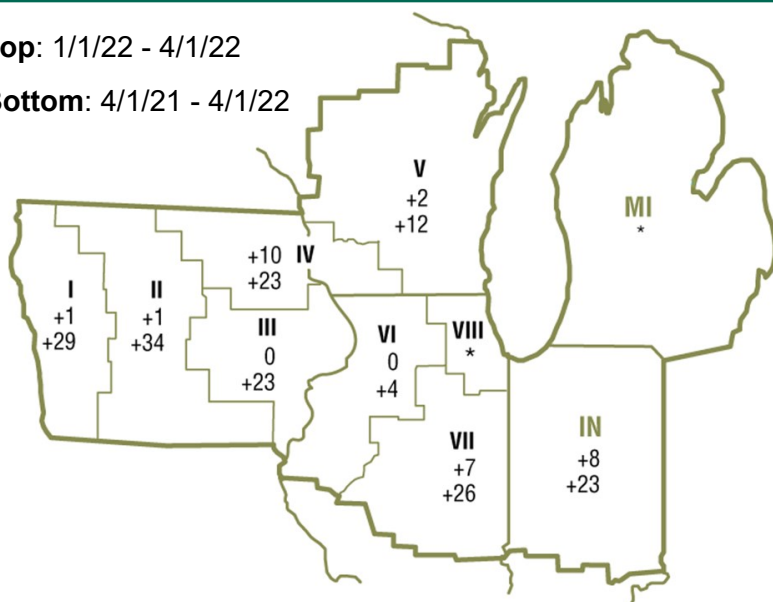 op: 1/1/22 - 4/1/22
ottom: 4/1/21 - 4/1/22
V
+2
+12
MI
*
+10 IV
+23
I
+1
+29
II
+1
+34
III
0
+23
VI
0
+4
VIII
*
VII
+7
+26
IN
+8
+23